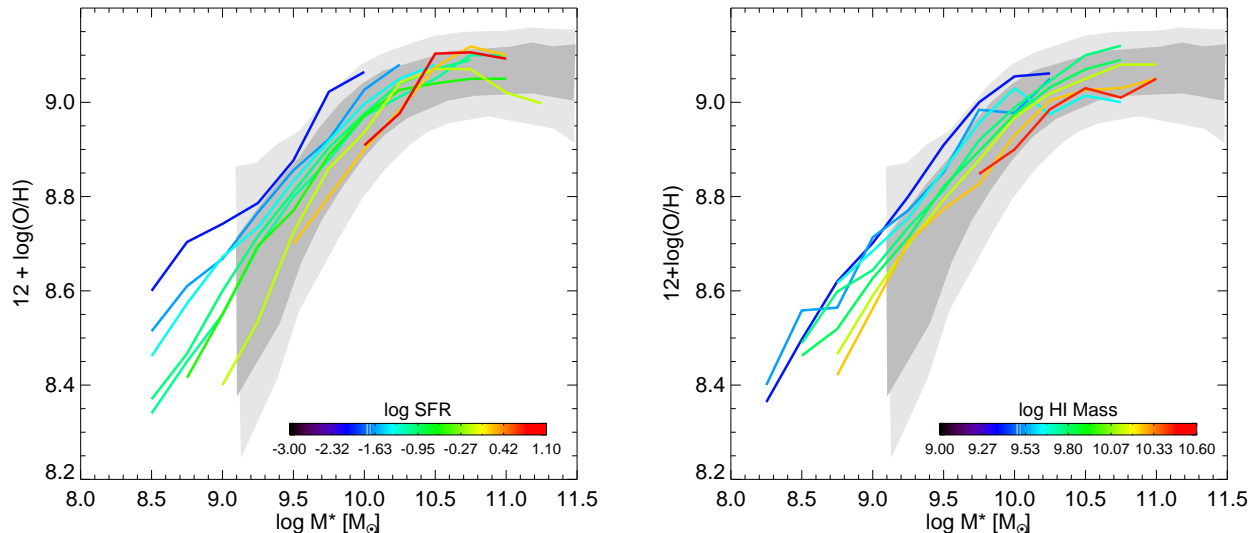 12 + log(O/H)
9.0
8.8
8.6
8.4
8.2
log SFR
-3.00 -2.32 -1.63 -0.95 -0.27 0.42 1.10
8.0 8.5 9.0 9.5 10.0 10.5 11.0 11.5
log M* [M⊙]
12+log(O/H)
9.0
8.8
8.6
8.4
8.2
log HI Mass
9.00 9.27 9.53 9.80 10.07 10.33 10.60
8.0 8.5 9.0 9.5 10.0 10.5 11.0 11.5
log M* [M⊙]